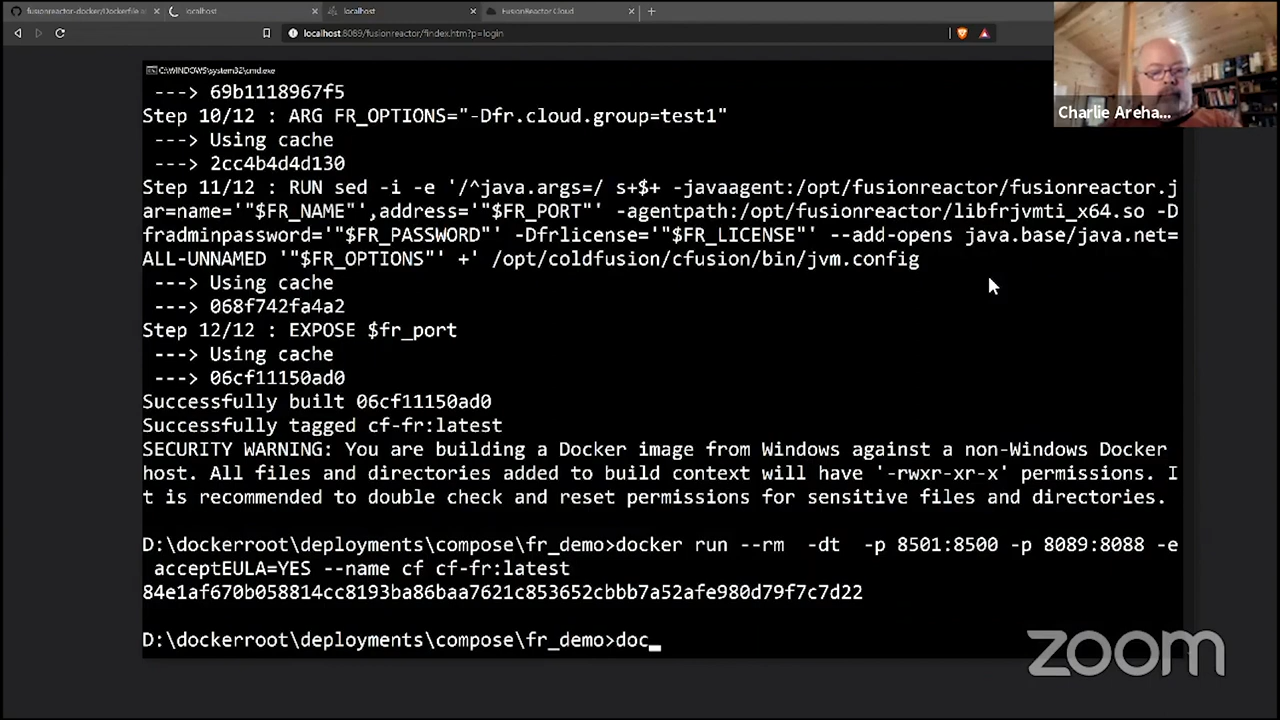 fusionreactor-docker/Dockerfile a
localhost
localhost
FusionReactor Cloud
localhost:8089/fusionreactor/findex.htm?p=login
C:\WINDOWS\system32\cmd.exe
Charlie Areha...
---> 69b1118967f5
Step 10/12 : ARG FR_OPTIONS="-Dfr.cloud.group=test1"
---> Using cache
---> 2cc4b4d4d130
Step 11/12 : RUN sed -i -e '/^java.args=/ s+$+ -javaagent:/opt/fusionreactor/fusionreactor.j
ar=name='"$FR_NAME"',address='"$FR_PORT"' -agentpath:/opt/fusionreactor/libfrjvmti_x64.so -D
fradminpassword='"$FR_PASSWORD"' -Dfrlicense='"$FR_LICENSE"' --add-opens java.base/java.net=
ALL-UNNAMED '"$FR_OPTIONS"' +' /opt/coldfusion/cfusion/bin/jvm.config
---> Using cache
---> 068f742fa4a2
Step 12/12 : EXPOSE $fr_port
---> Using cache
---> 06cf11150ad0
Successfully built 06cf11150ad0
Successfully tagged cf-fr:latest
SECURITY WARNING: You are building a Docker image from Windows against a non-Windows Docker
host. All files and directories added to build context will have '-rwxr-xr-x' permissions. I
t is recommended to double check and reset permissions for sensitive files and directories.
D:\dockerroot\deployments\compose\fr_demo>docker run --rm  -dt  -p 8501:8500 -p 8089:8088 -e
acceptEULA=YES --name cf cf-fr:latest
84e1af670b058814cc8193ba86baa7621c853652cbbb7a52afe980d79f7c7d22
D:\dockerroot\deployments\compose\fr_demo>doc_
zoom